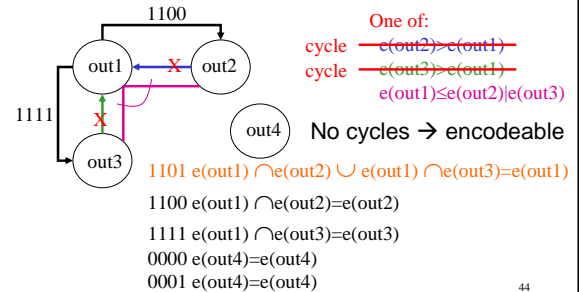 1100
One of:
cycle e(out2)>e(out1)
cycle e(out3)>e(out1)
e(out1)≤e(out2)|e(out3)
out1
X
out2
1111
X
out3
out4
No cycles → encodeable
1101 e(out1) ∩e(out2) ∪ e(out1) ∩e(out3)=e(out1)
1100 e(out1) ∩e(out2)=e(out2)
1111 e(out1) ∩e(out3)=e(out3)
0000 e(out4)=e(out4)
0001 e(out4)=e(out4)
44